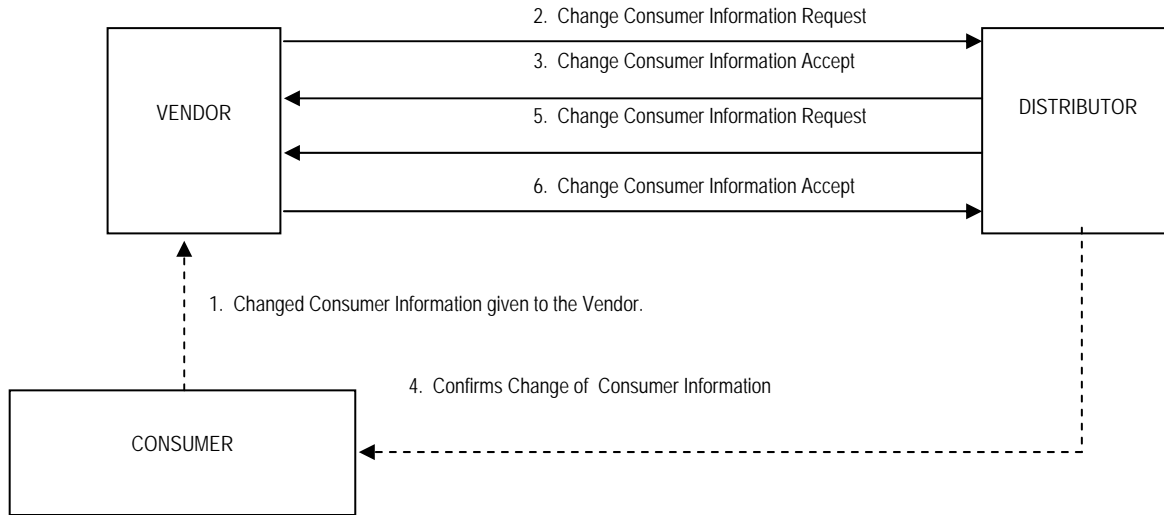 2. Change Consumer Information Request
3. Change Consumer Information Accept
VENDOR
DISTRIBUTOR
5. Change Consumer Information Request
6. Change Consumer Information Accept
1. Changed Consumer Information given to the Vendor.
4. Confirms Change of Consumer Information
CONSUMER